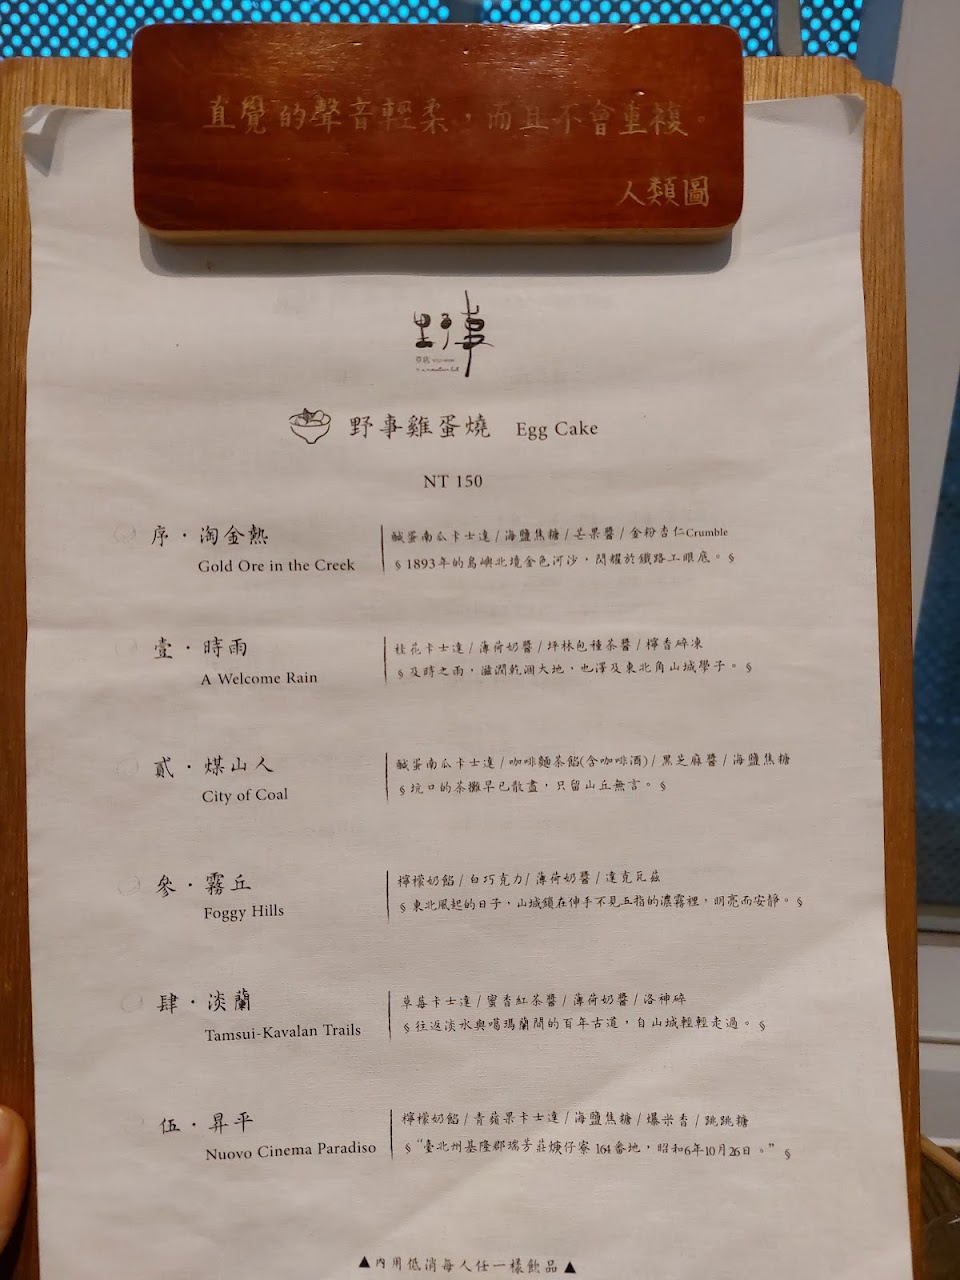 直覺的聲音輕柔，而且不會重複。
人類圖
野事
野事雞蛋燒 Egg Cake
NT 150
序・淘金熱
Gold Ore in the Creek
鹹蛋南瓜卡士達 / 海鹽焦糖 / 芒果醬 / 金粉杏仁Crumble
§ 1893年的島嶼北境金色河沙，閃耀於鐵路工眼底。§
壹・時雨
A Welcome Rain
桂花卡士達 / 薄荷奶醬 / 坪林包種茶醬 / 檸香碎凍
§ 及時之雨，滋潤乾涸大地，也澤及東北角山城學子。§
貳・煤山人
City of Coal
鹹蛋南瓜卡士達 / 咖啡麵茶餡(含咖啡酒) / 黑芝麻醬 / 海鹽焦糖
§ 坑口的茶攤早已散盡，只留山丘無言。§
參・霧丘
Foggy Hills
檸檬奶餡 / 白巧克力 / 薄荷奶醬 / 達克瓦茲
§ 東北風起的日子，山城鎖在伸手不見五指的濃霧裡，明亮而安靜。§
肆・淡蘭
Tamsui-Kavalan Trails
草莓卡士達 / 蜜香紅茶醬 / 薄荷奶醬 / 洛神碎
§ 往返淡水與噶瑪蘭間的百年古道，自山城輕輕走過。§
伍・昇平
Nuovo Cinema Paradiso
檸檬奶餡 / 青蘋果卡士達 / 海鹽焦糖 / 爆米香 / 跳跳糖
§ “臺北州基隆郡瑞芳莊𤆬仔寮 164 番地，昭和6年10月26日。” §
▲內用低消每人任一樣飲品▲